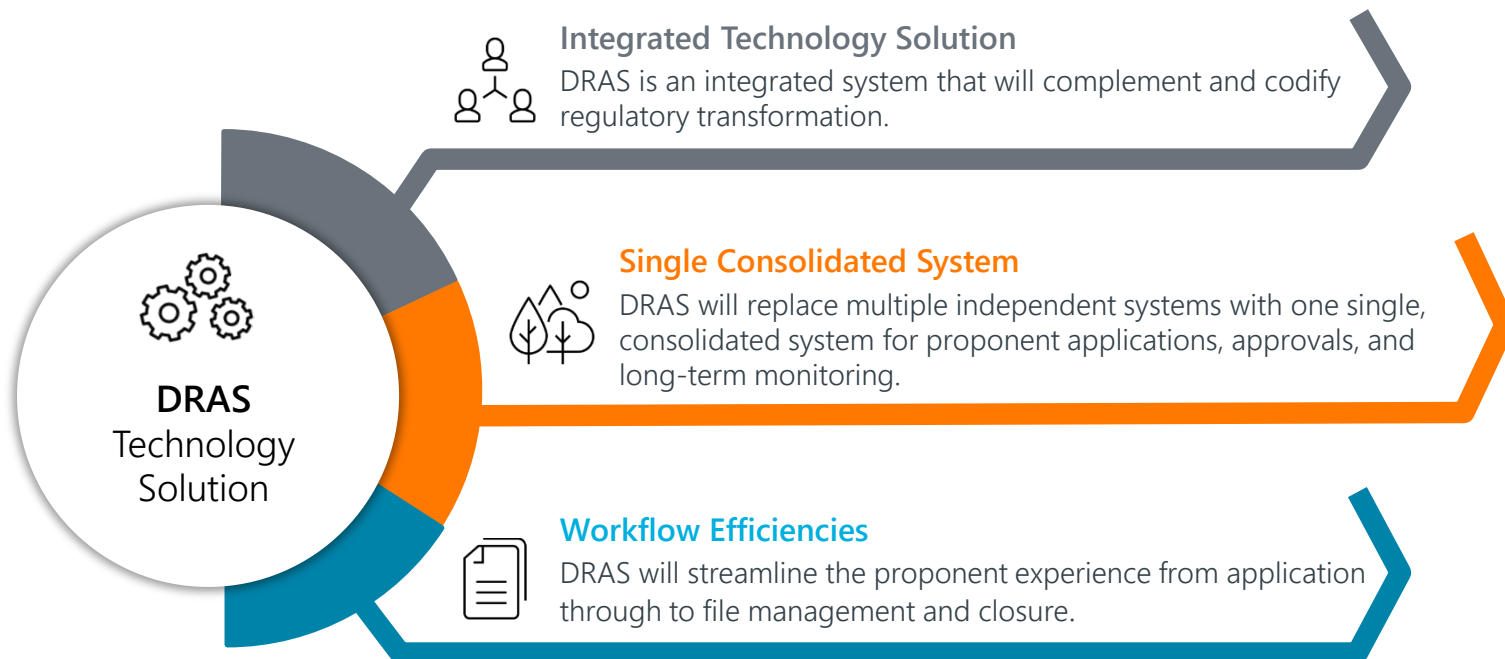 Integrated Technology Solution
DRAS is an integrated system that will complement and codify
regulatory transformation.
DRAS
Technology
Solution
Single Consolidated System
DRAS will replace multiple independent systems with one single,
consolidated system for proponent applications, approvals, and
long-term monitoring.
Workflow Efficiencies
DRAS will streamline the proponent experience from application
through to file management and closure.